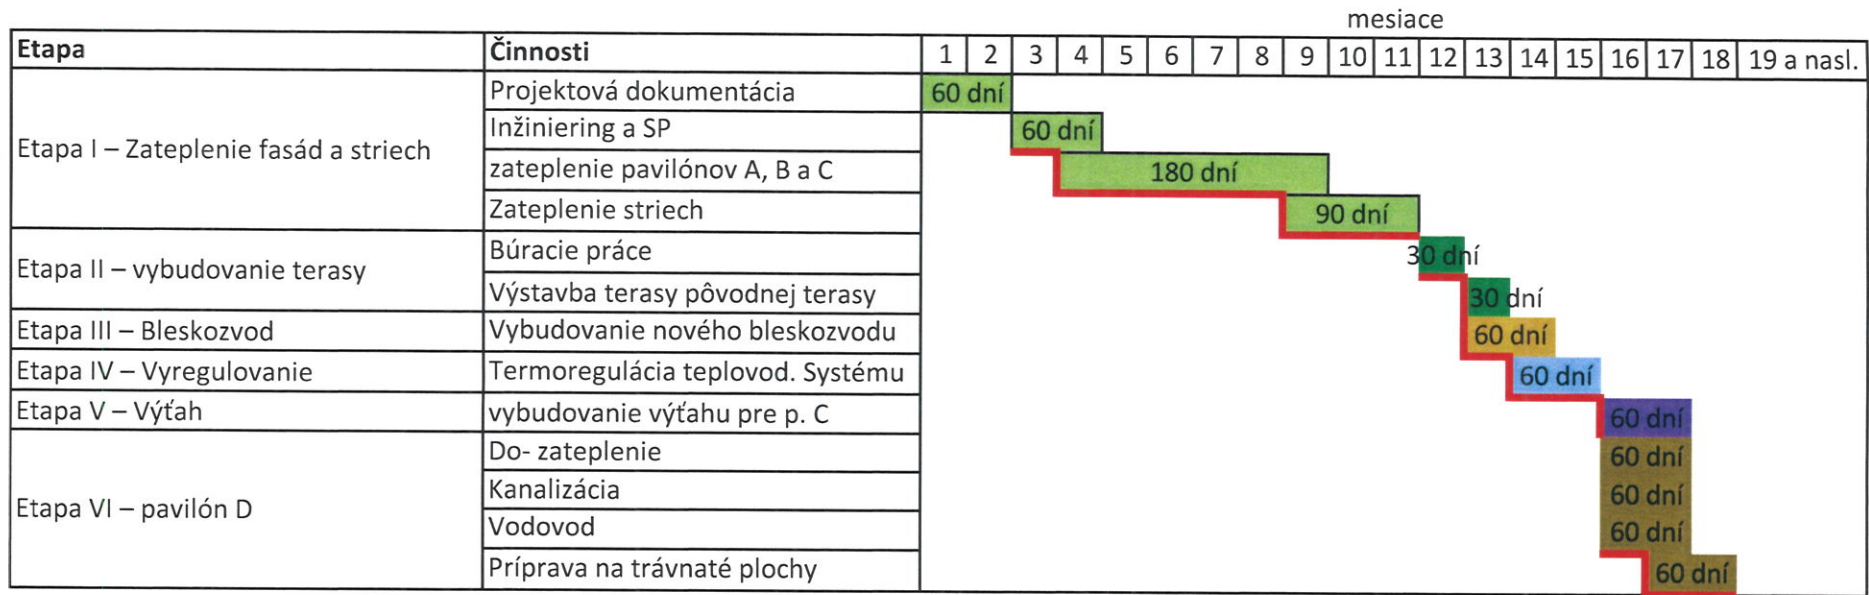 mesiace
Etapa Činnosti 1 2 3 4 5 6 7 8 9 10 11 12 13 14 15 16 17 18 19 a nasl.
Etapa I – Zateplenie fasád a striech
Projektová dokumentácia 60 dní
Inžiniering a SP 60 dní
zateplenie pavilónov A, B a C 180 dní
Zateplenie striech 90 dní
Etapa II – vybudovanie terasy
Búracie práce 30 dní
Výstavba terasy pôvodnej terasy 30 dní
Etapa III – Bleskozvod Vybudovanie nového bleskozvodu 60 dní
Etapa IV – Vyregulovanie Termoregulácia teplovod. Systému 60 dní
Etapa V – Výťah vybudovanie výťahu pre p. C 60 dní
Etapa VI – pavilón D
Do- zateplenie 60 dní
Kanalizácia 60 dní
Vodovod 60 dní
Príprava na trávnaté plochy 60 dní